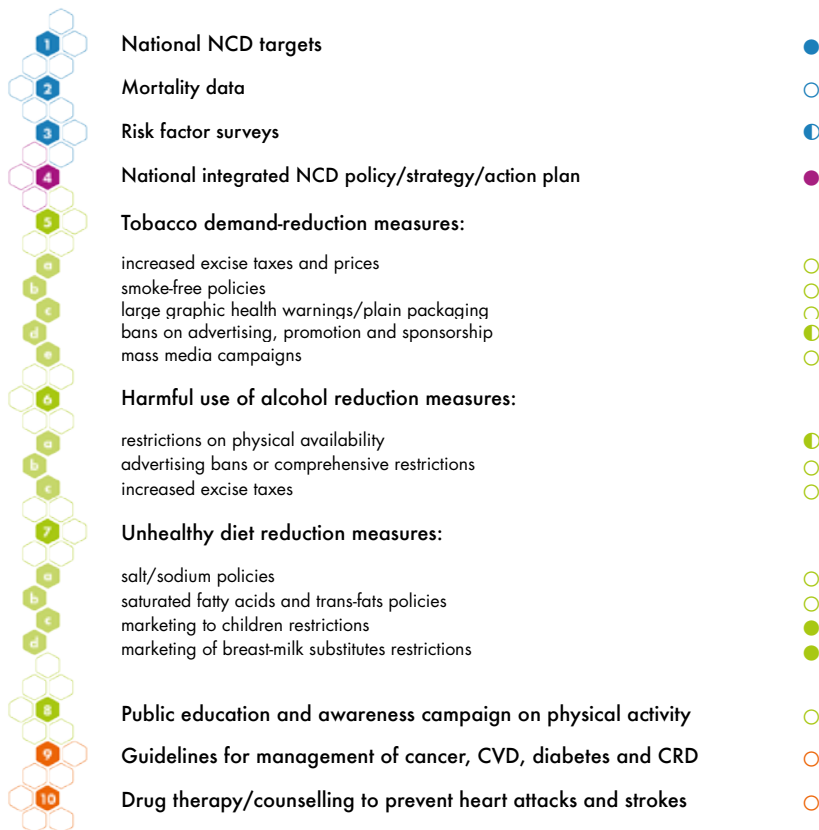 1 National NCD targets
2 Mortality data
3 Risk factor surveys
4 National integrated NCD policy/strategy/action plan
5 Tobacco demand-reduction measures:
a increased excise taxes and prices
b smoke-free policies
c large graphic health warnings/plain packaging
d bans on advertising, promotion and sponsorship
e mass media campaigns
6 Harmful use of alcohol reduction measures:
a restrictions on physical availability
b advertising bans or comprehensive restrictions
c increased excise taxes
7 Unhealthy diet reduction measures:
a salt/sodium policies
b saturated fatty acids and trans-fats policies
c marketing to children restrictions
d marketing of breast-milk substitutes restrictions
8 Public education and awareness campaign on physical activity
9 Guidelines for management of cancer, CVD, diabetes and CRD
10 Drug therapy/counselling to prevent heart attacks and strokes